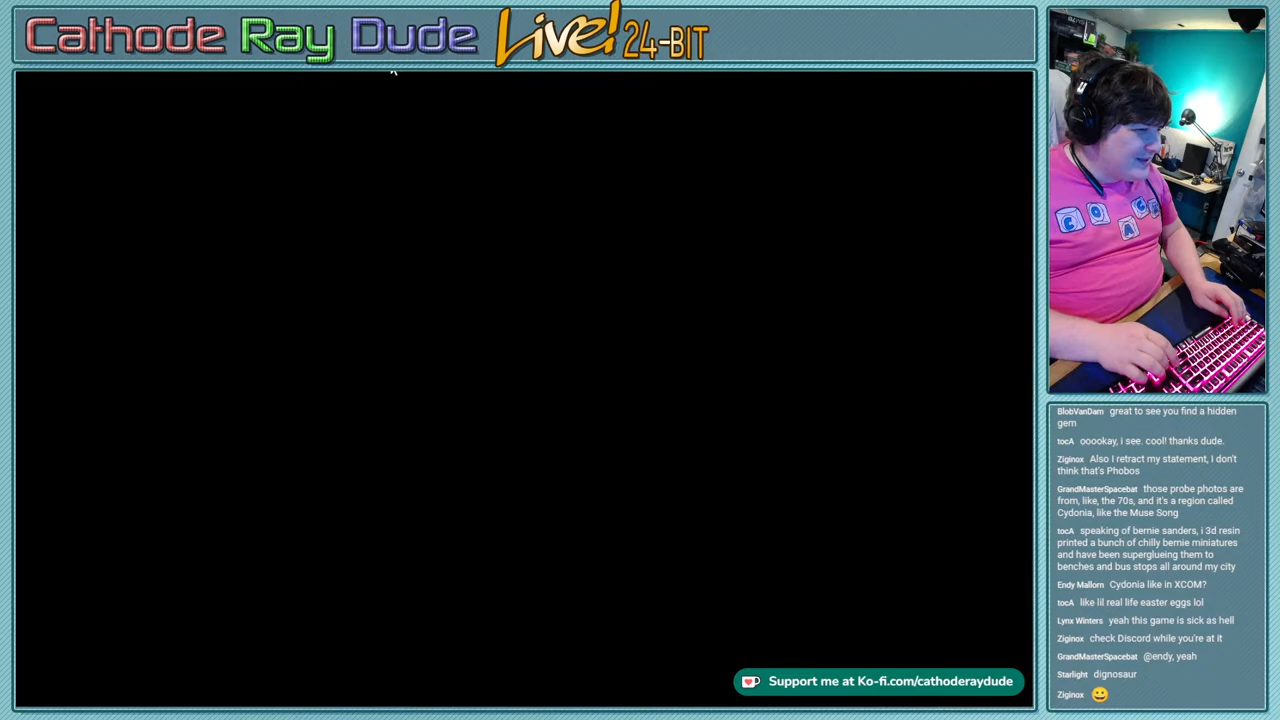 Cathode Ray Dude Live! 24-BIT
BlobVanDam great to see you find a hidden
gem
tocA ooookay, i see. cool! thanks dude.
Ziginox Also I retract my statement, I don't
think that's Phobos
GrandMasterSpacebat those probe photos are
from, like, the 70s, and it's a region called
Cydonia, like the Muse Song
tocA speaking of bernie sanders, i 3d resin
printed a bunch of chilly bernie miniatures
and have been superglueing them to
benches and bus stops all around my city
Endy Mallorn Cydonia like in XCOM?
tocA like lil real life easter eggs lol
Lynx Winters yeah this game is sick as hell
Ziginox check Discord while you're at it
GrandMasterSpacebat @endy, yeah
Starlight dignosaur
Ziginox 😀
Support me at Ko-fi.com/cathoderaydude